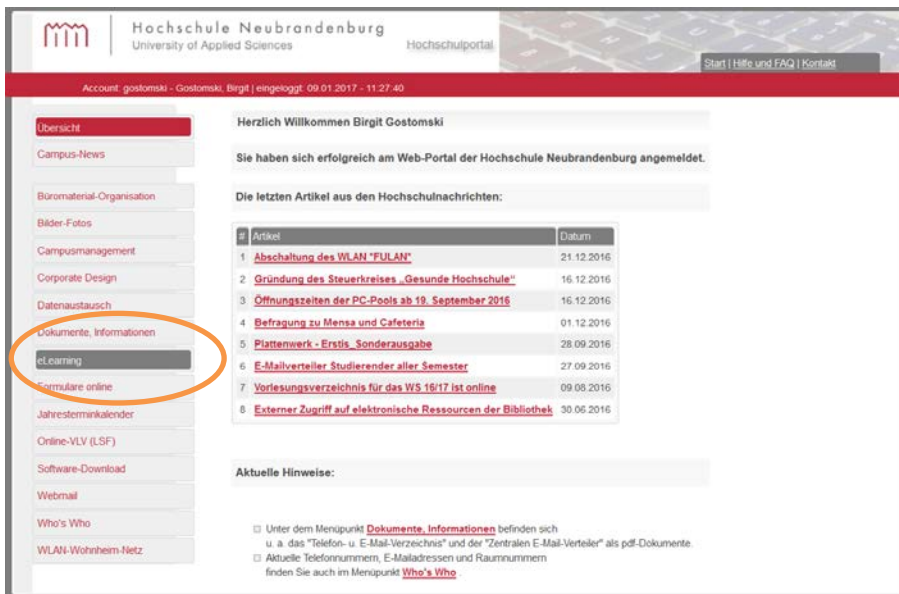 Hochschule Neubrandenburg
University of Applied Sciences
Hochschulportal
Start | Hilfe und FAQ | Kontakt
Account: gostomski - Gostomski, Birgit | eingeloggt: 09.01.2017 - 11:27:40
Übersicht
Campus-News
Büromaterial-Organisation
Bilder-Fotos
Campusmanagement
Corporate Design
Datenaustausch
Dokumente, Informationen
eLearning
Formulare online
Jahresterminkalender
Online-VLV (LSF)
Software-Download
Webmail
Who's Who
WLAN-Wohnheim-Netz
Herzlich Willkommen Birgit Gostomski
Sie haben sich erfolgreich am Web-Portal der Hochschule Neubrandenburg angemeldet.
Die letzten Artikel aus den Hochschulnachrichten:
# Artikel Datum
1 Abschaltung des WLAN "FULAN" 21.12.2016
2 Gründung des Steuerkreises „Gesunde Hochschule“ 16.12.2016
3 Öffnungszeiten der PC-Pools ab 19. September 2016 16.12.2016
4 Befragung zu Mensa und Cafeteria 01.12.2016
5 Plattenwerk - Erstis_Sonderausgabe 28.09.2016
6 E-Mailverteiler Studierender aller Semester 27.09.2016
7 Vorlesungsverzeichnis für das WS 16/17 ist online 09.08.2016
8 Externer Zugriff auf elektronische Ressourcen der Bibliothek 30.06.2016
Aktuelle Hinweise:
Unter dem Menüpunkt Dokumente, Informationen befinden sich
u. a. das "Telefon- u. E-Mail-Verzeichnis" und der "Zentralen E-Mail-Verteiler" als pdf-Dokumente.
Aktuelle Telefonnummern, E-Mailadressen und Raumnummern
finden Sie auch im Menüpunkt Who's Who .